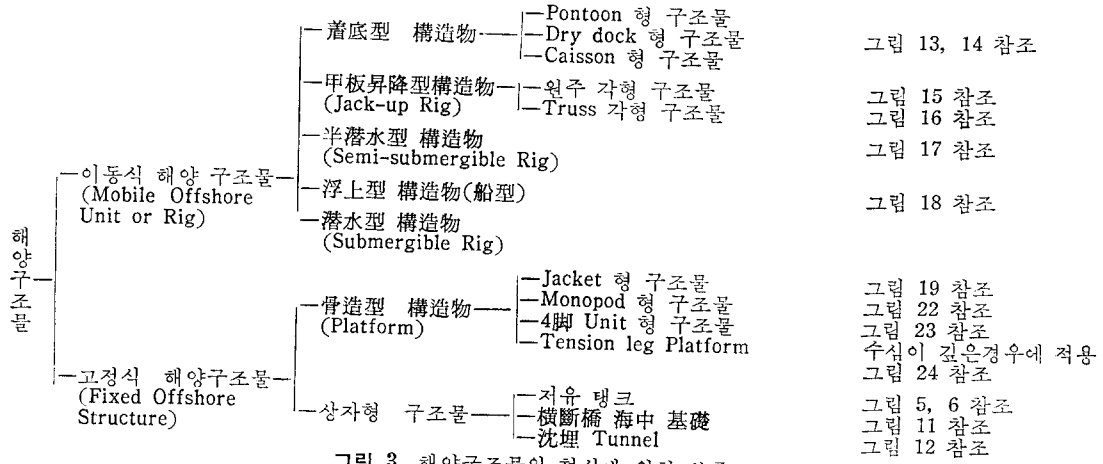 Pontoon 형 구조물
着底型 構造物 Dry dock 형 구조물
Caisson 형 구조물 그림 13, 14 참조
甲板昇降型構造物 원주 각형 구조물 그림 15 참조
(Jack-up Rig) Truss 각형 구조물 그림 16 참조
半潜水型 構造物 그림 17 참조
(Semi-submergible Rig)
이동식 해양 구조물
(Mobile Offshore 浮上型 構造物(船型) 그림 18 참조
Unit or Rig)
潜水型 構造物
(Submergible Rig)
해양구조물
Jacket 형 구조물 그림 19 참조
骨造型 構造物 Monopod 형 구조물 그림 22 참조
(Platform) 4脚 Unit 형 구조물 그림 23 참조
Tension leg Platform 수심이 깊은경우에 적용
그림 24 참조
고정식 해양구조물
(Fixed Offshore 저유 탱크 그림 5, 6 참조
Structure) 상자형 구조물 橫斷橋 海中 基礎 그림 11 참조
沈埋 Tunnel 그림 12 참조
그림 3 해양구조물의